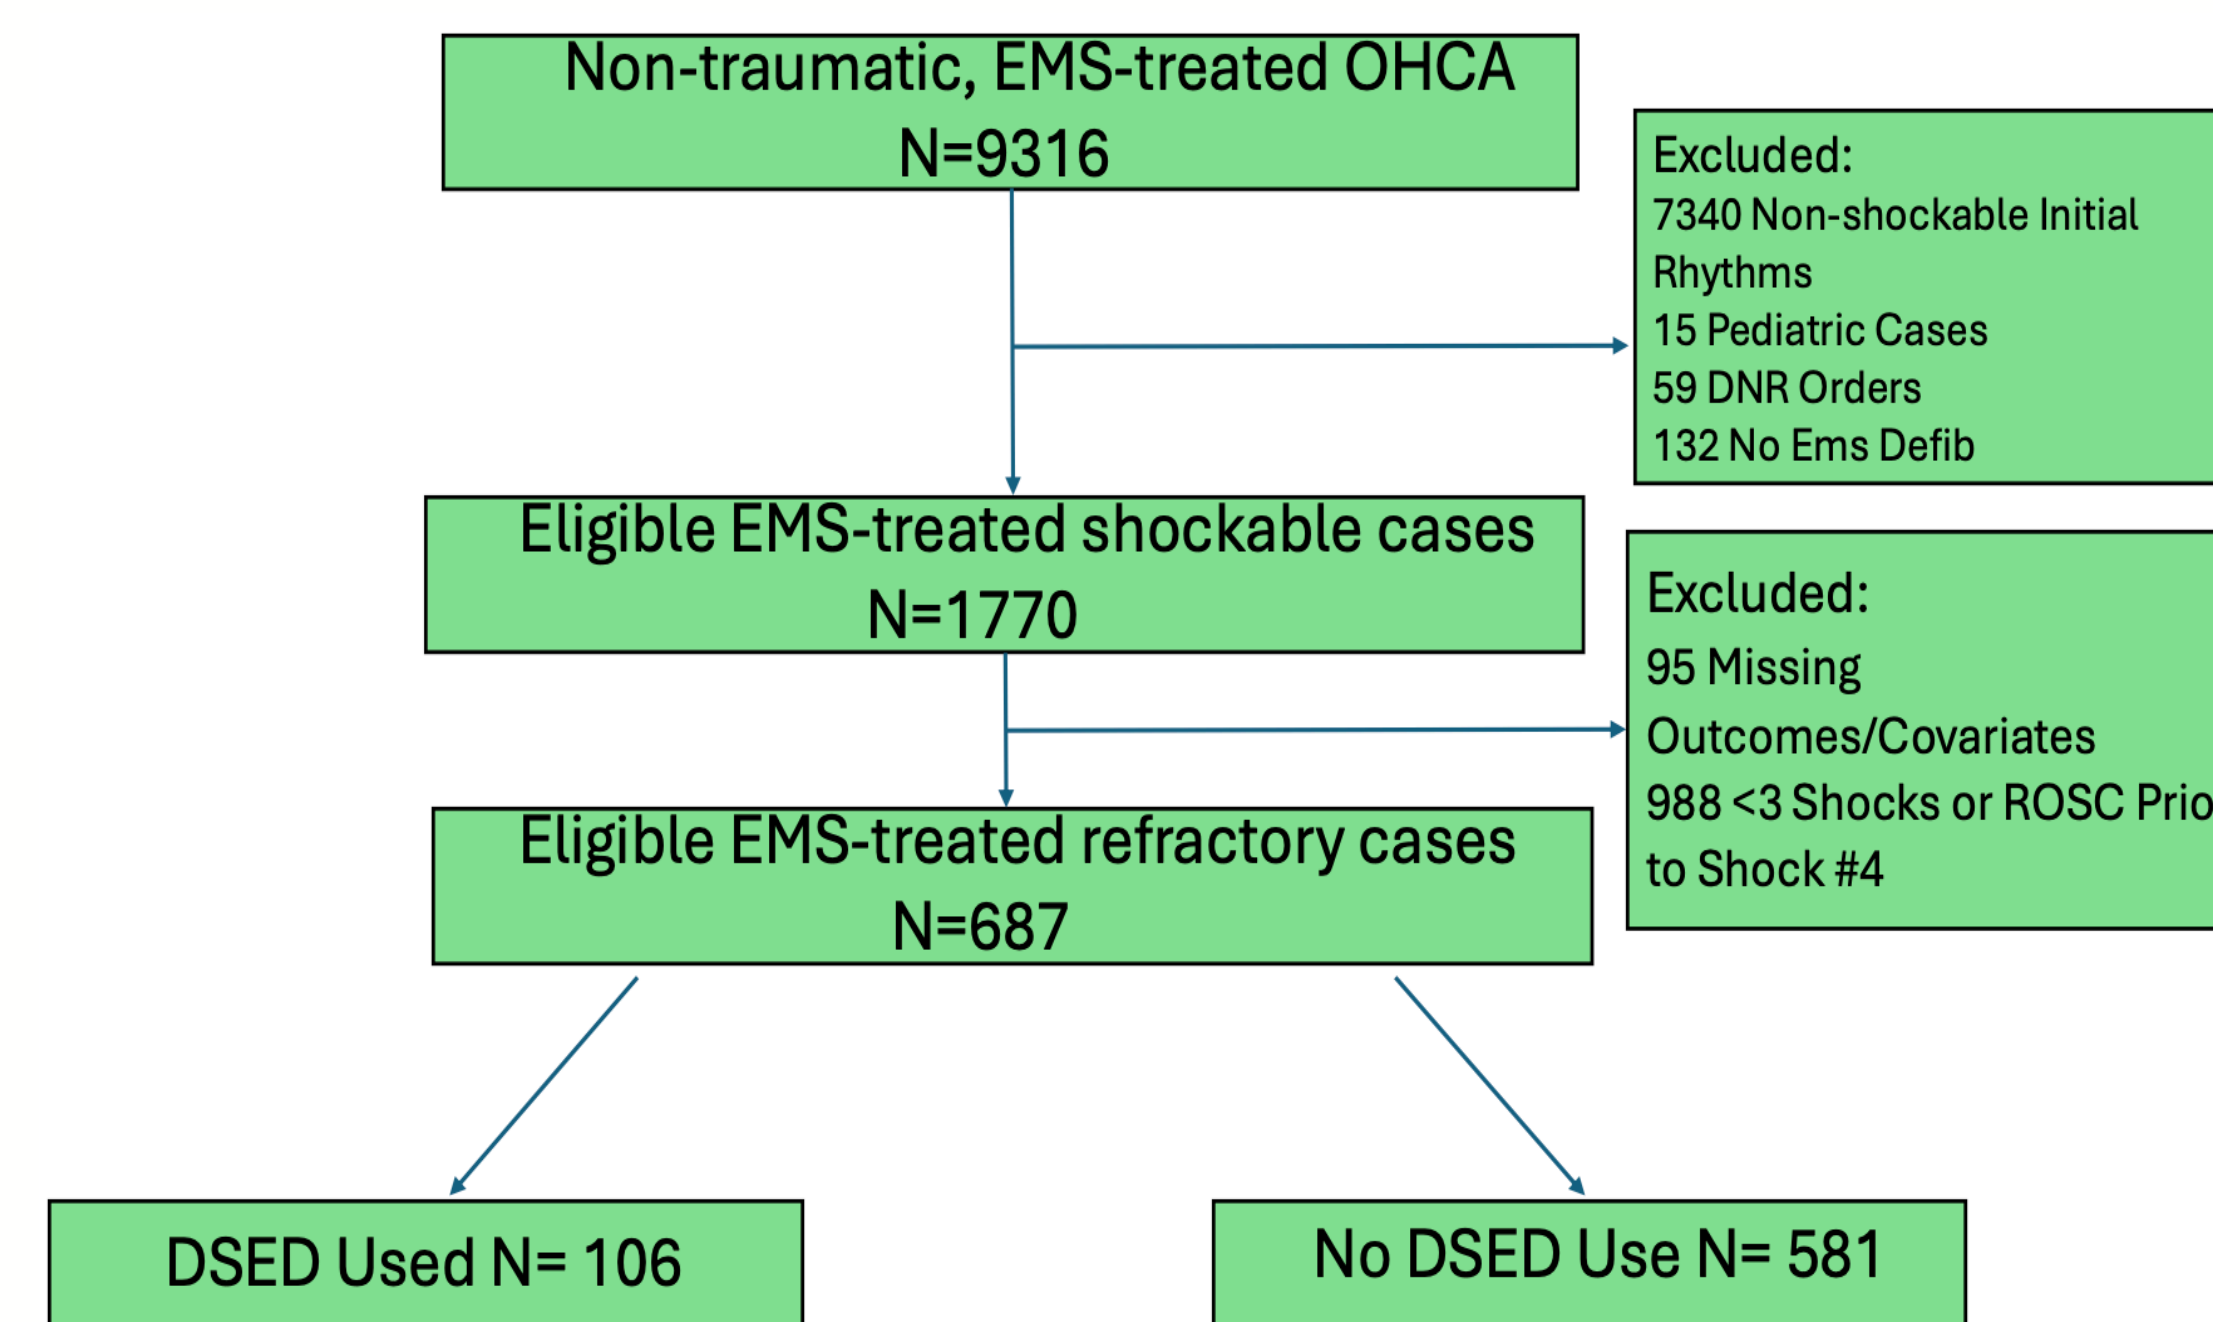 Non-traumatic, EMS-treated OHCA
N=9316
Excluded:
7340 Non-shockable Initial
Rhythms
15 Pediatric Cases
59 DNR Orders
132 No Ems Defib
Eligible EMS-treated shockable cases
N=1770
Excluded:
95 Missing
Outcomes/Covariates
988 <3 Shocks or ROSC Prio
to Shock #4
Eligible EMS-treated refractory cases
N=687
DSED Used N= 106
No DSED Use N= 581